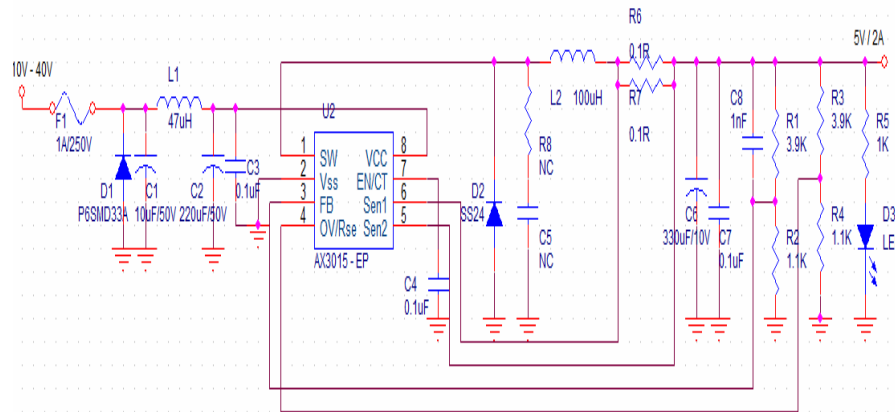 10V - 40V
F1
1A/250V
L1
47uH
D1
P6SMD33A
C1
10uF/50V
C2
220uF/50V
C3
0.1uF
U2
1
2
3
4
SW
Vss
FB
OV/Rse
VCC
EN/CT
Sen1
Sen2
8
7
6
5
AX3015 - EP
C4
0.1uF
D2
SS24
R8
NC
C5
NC
L2
100uH
R6
0.1R
R7
0.1R
C6
330uF/10V
C7
0.1uF
C8
1nF
R1
3.9K
R2
1.1K
R3
3.9K
R4
1.1K
5V / 2A
R5
1K
D3
LE